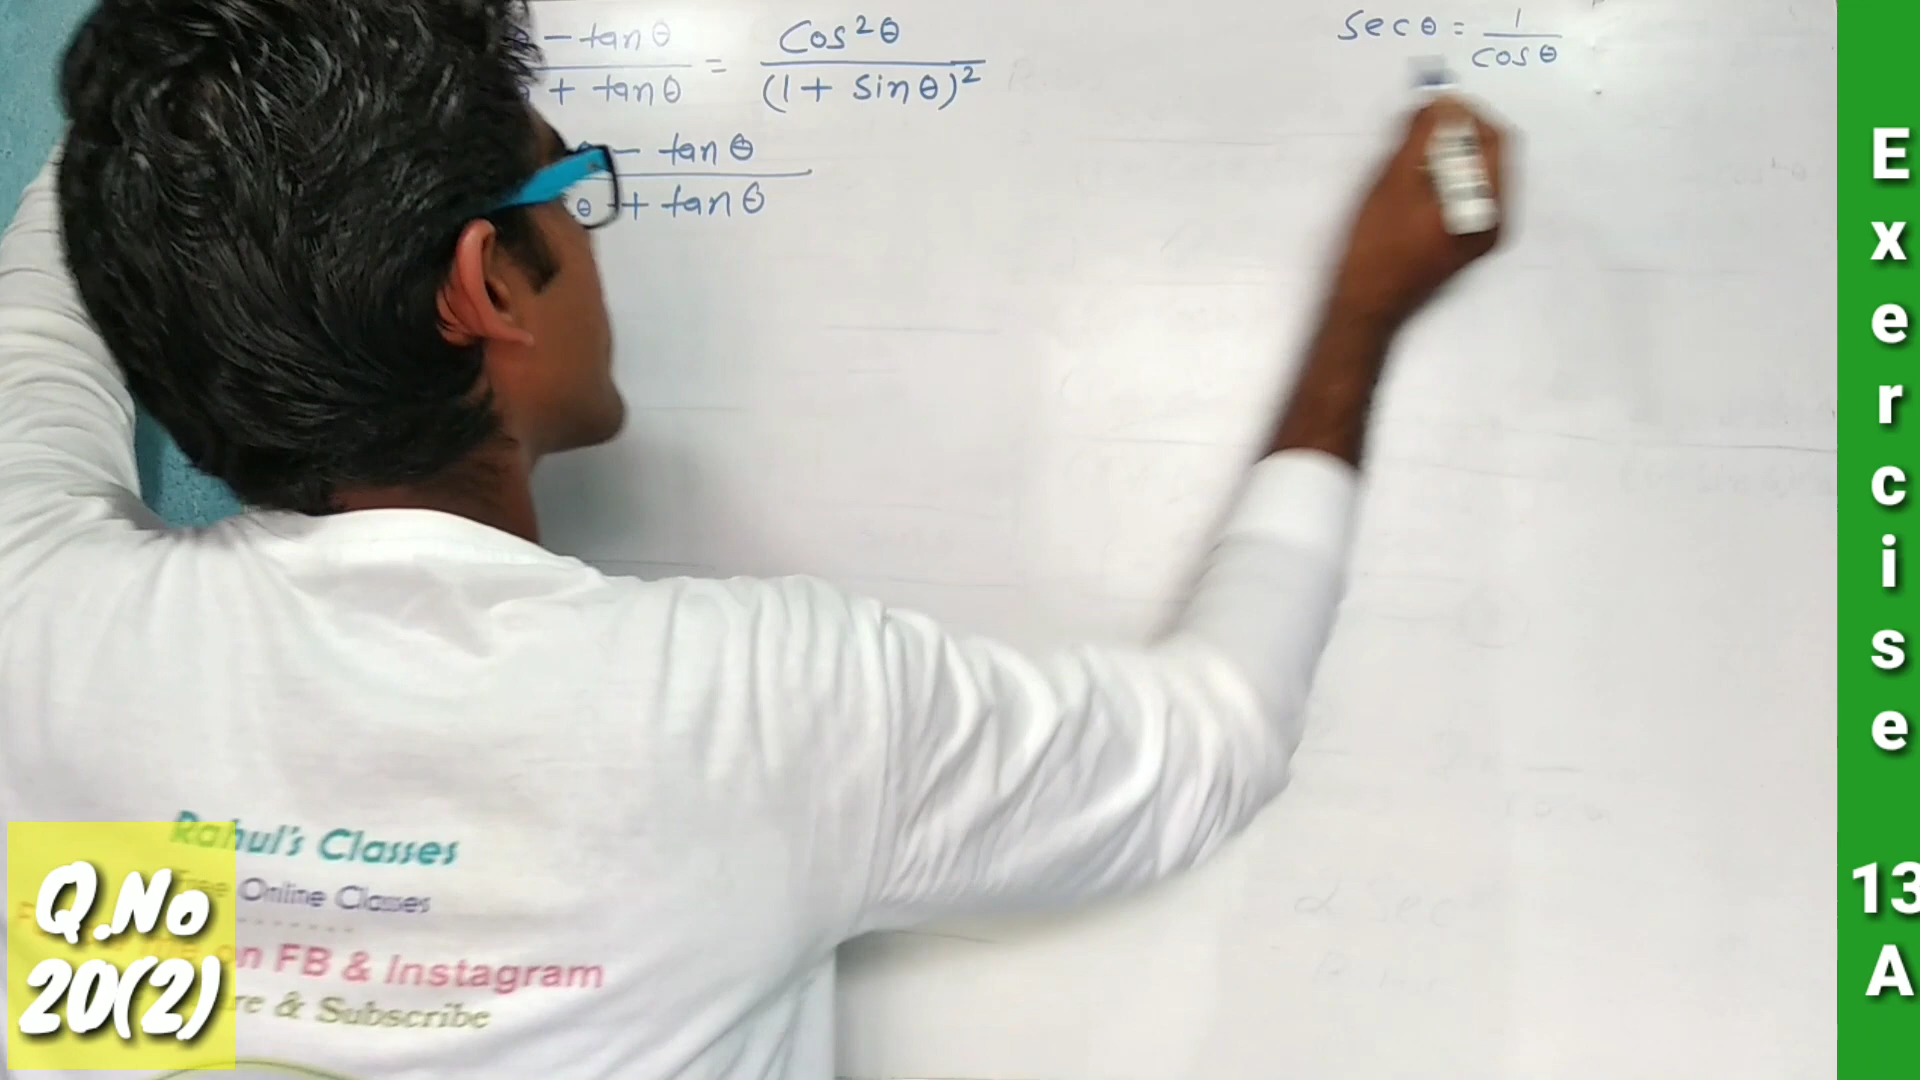 - tanθ / + tanθ = Cos²θ / (1 + sinθ)²
secθ = 1 / cosθ
θ - tanθ / θ + tanθ
Rahul's Classes
Online Classes
on FB & Instagram
& Subscribe
Q.No
20(2)
Exercise
13
A